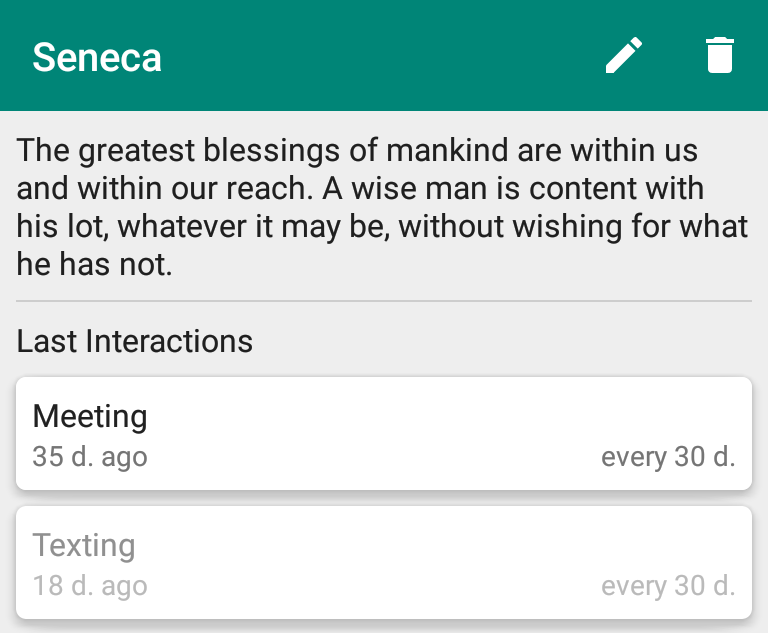 Seneca
The greatest blessings of mankind are within us
and within our reach. A wise man is content with
his lot, whatever it may be, without wishing for what
he has not.
Last Interactions
Meeting
35 d. ago every 30 d.
Texting
18 d. ago every 30 d.